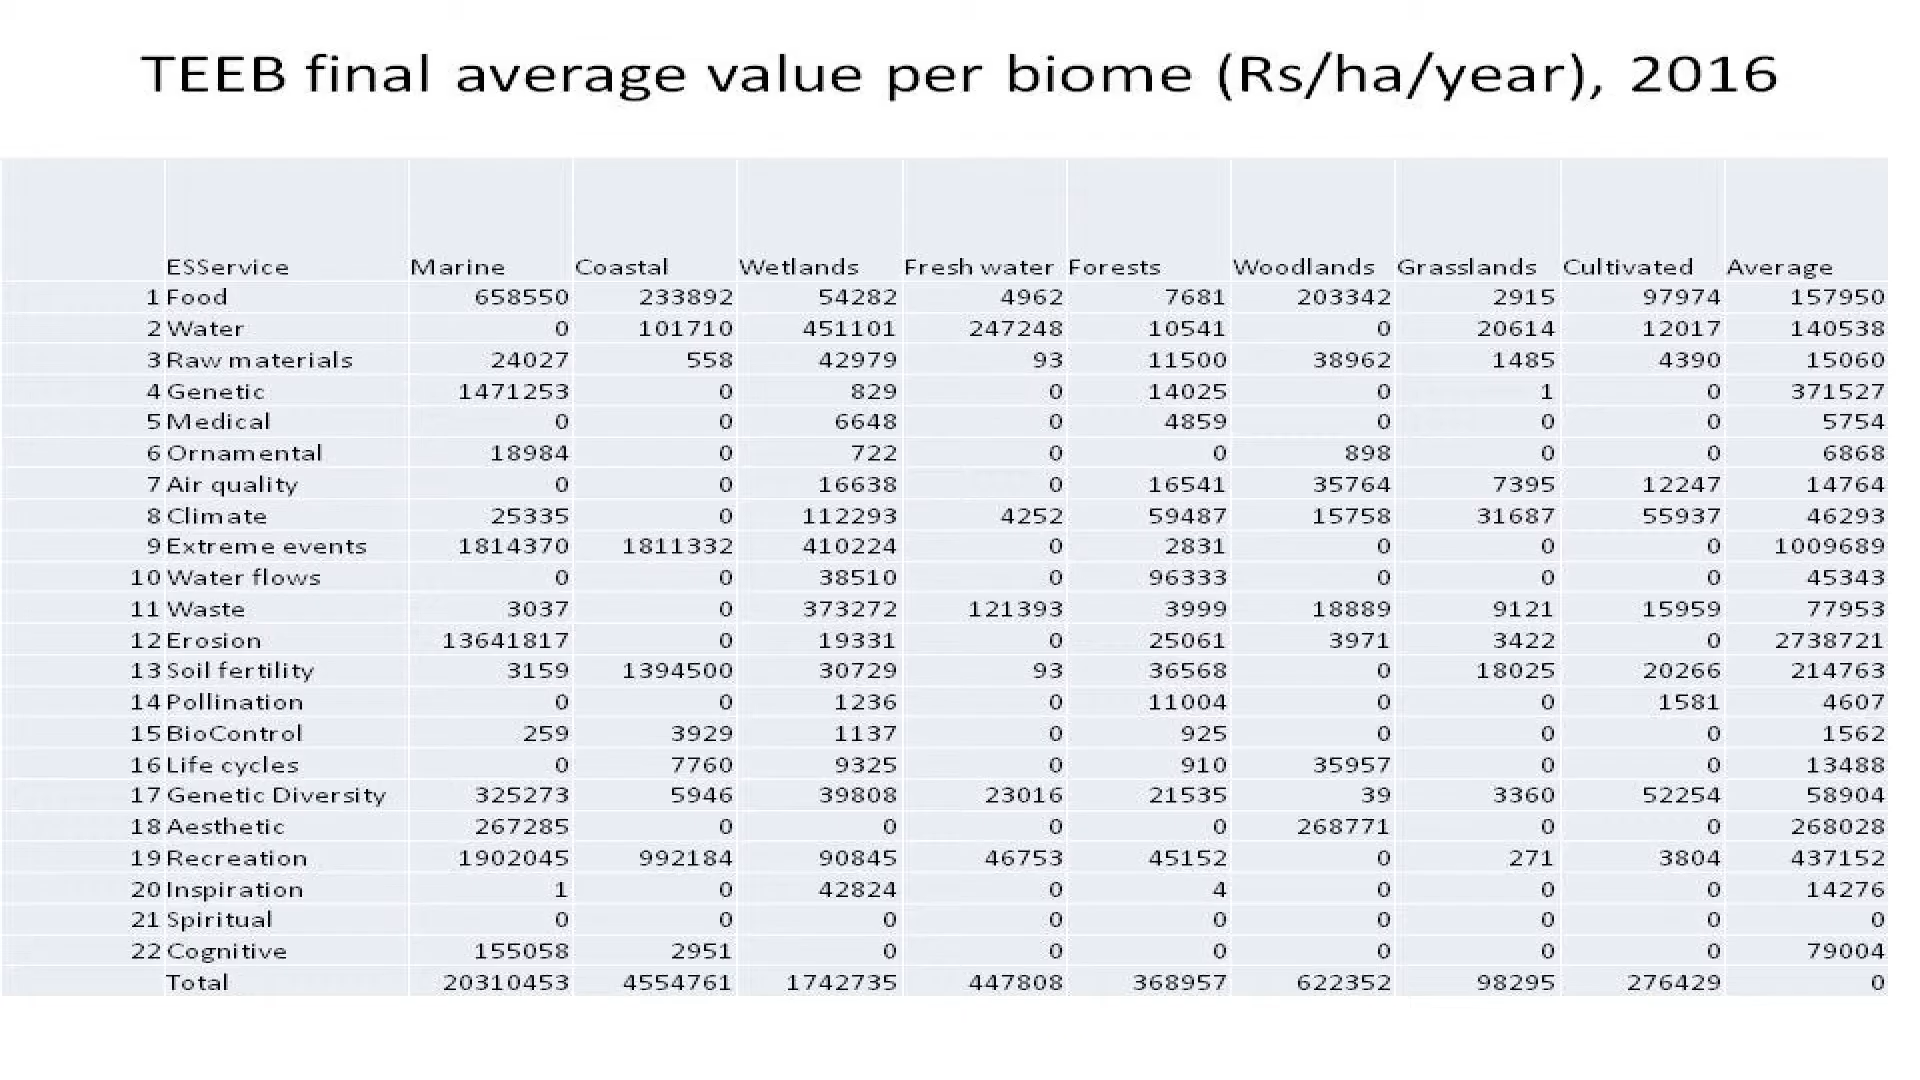 TEEB final average value per biome (Rs/ha/year), 2016
ESService Marine Coastal Wetlands Fresh water Forests Woodlands Grasslands Cultivated Average
1 Food 658550 233892 54282 4962 7681 203342 2915 97974 157950
2 Water 0 101710 451101 247248 10541 0 20614 12017 140538
3 Raw materials 24027 558 42979 93 11500 38962 1485 4390 15060
4 Genetic 1471253 0 829 0 14025 0 1 0 371527
5 Medical 0 0 6648 0 4859 0 0 0 5754
6 Ornamental 18984 0 722 0 0 898 0 0 6868
7 Air quality 0 0 16638 0 16541 35764 7395 12247 14764
8 Climate 25335 0 112293 4252 59487 15758 31687 55937 46293
9 Extreme events 1814370 1811332 410224 0 2831 0 0 0 1009689
10 Water flows 0 0 38510 0 96333 0 0 0 45343
11 Waste 3037 0 373272 121393 3999 18889 9121 15959 77953
12 Erosion 13641817 0 19331 0 25061 3971 3422 0 2738721
13 Soil fertility 3159 1394500 30729 93 36568 0 18025 20266 214763
14 Pollination 0 0 1236 0 11004 0 0 1581 4607
15 BioControl 259 3929 1137 0 925 0 0 0 1562
16 Life cycles 0 7760 9325 0 910 35957 0 0 13488
17 Genetic Diversity 325273 5946 39808 23016 21535 39 3360 52254 58904
18 Aesthetic 267285 0 0 0 0 268771 0 0 268028
19 Recreation 1902045 992184 90845 46753 45152 0 271 3804 437152
20 Inspiration 1 0 42824 0 4 0 0 0 14276
21 Spiritual 0 0 0 0 0 0 0 0 0
22 Cognitive 155058 2951 0 0 0 0 0 0 79004
Total 20310453 4554761 1742735 447808 368957 622352 98295 276429 0